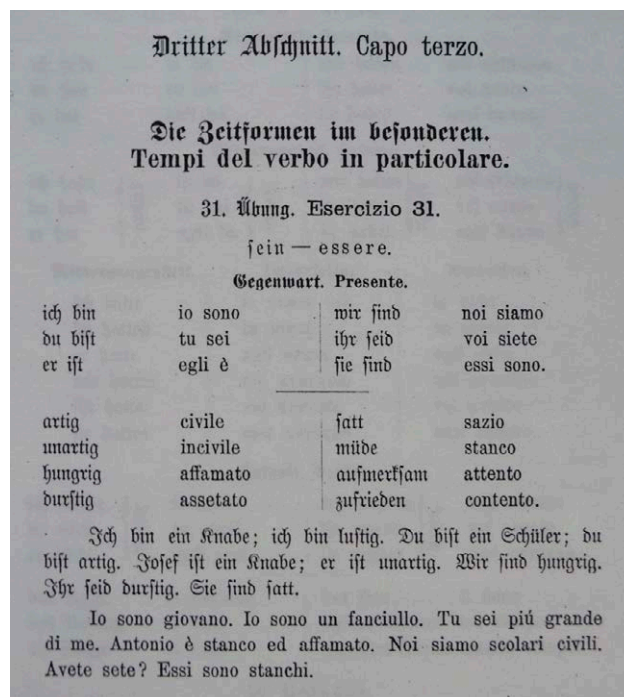 Dritter Abschnitt. Capo terzo.
Die Zeitformen im besonderen.
Tempi del verbo in particolare.
31. Übung. Esercizio 31.
sein — essere.
Gegenwart. Presente.
ich bin io sono wir sind noi siamo
du bist tu sei ihr seid voi siete
er ist egli è sie sind essi sono.
artig civile satt sazio
unartig incivile müde stanco
hungrig affamato aufmerksam attento
durstig assetato zufrieden contento.
Ich bin ein Knabe; ich bin lustig. Du bist ein Schüler; du
bist artig. Josef ist ein Knabe; er ist unartig. Wir sind hungrig.
Ihr seid durstig. Sie sind satt.
Io sono giovano. Io sono un fanciullo. Tu sei piú grande
di me. Antonio è stanco ed affamato. Noi siamo scolari civili.
Avete sete? Essi sono stanchi.